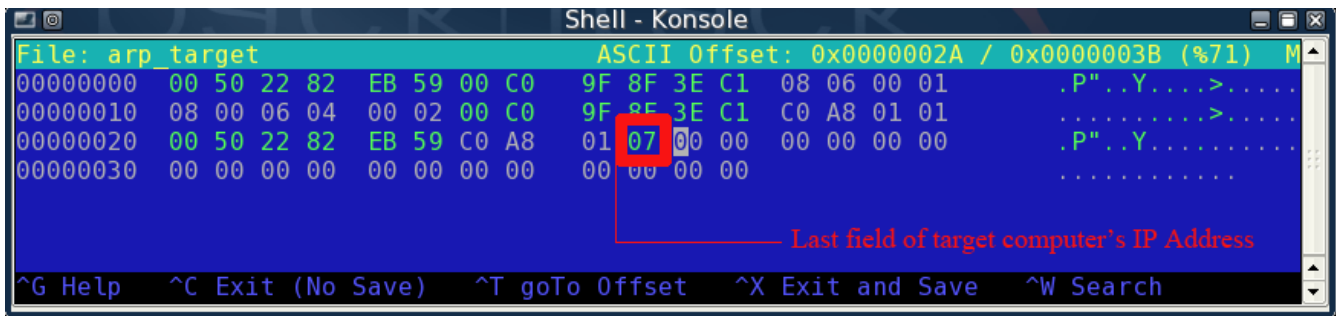 Shell - Konsole
File: arp_target ASCII Offset: 0x0000002A / 0x0000003B (%71) M
00000000 00 50 22 82 EB 59 00 C0 9F 8F 3E C1 08 06 00 01 .P"..Y....>.....
00000010 08 00 06 04 00 02 00 C0 9F 8F 3E C1 C0 A8 01 01 ..........>.....
00000020 00 50 22 82 EB 59 C0 A8 01 07 00 00 00 00 00 00 .P"..Y..........
00000030 00 00 00 00 00 00 00 00 00 00 00 00 ............
Last field of target computer's IP Address
^G Help ^C Exit (No Save) ^T goTo Offset ^X Exit and Save ^W Search